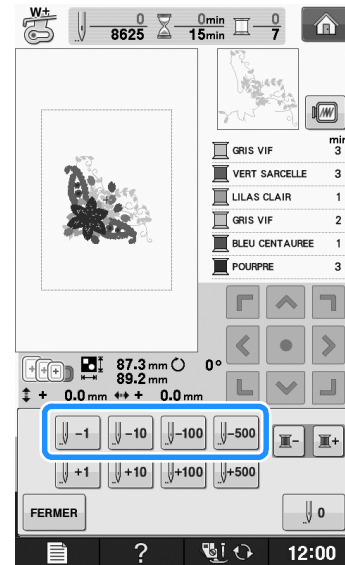 W+
0 0min 0
8625 15min 7
min
GRIS VIF 3
VERT SARCELLE 3
LILAS CLAIR 1
GRIS VIF 2
BLEU CENTAUREE 1
POURPRE 3
87.3 mm 0°
89.2 mm
+ 0.0 mm + 0.0 mm
-1 -10 -100 -500
+1 +10 +100 +500
FERMER 0
? 12:00